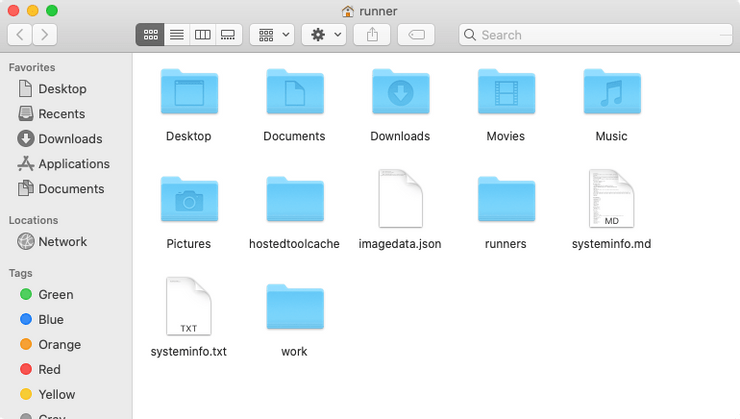 runner
Search
Favorites
Desktop
Recents
Downloads
Applications
Documents
Locations
Network
Tags
Green
Blue
Orange
Red
Yellow
Gray
Desktop
Documents
Downloads
Movies
Music
Pictures
hostedtoolcache
imagedata.json
runners
MD
systeminfo.md
TXT
systeminfo.txt
work